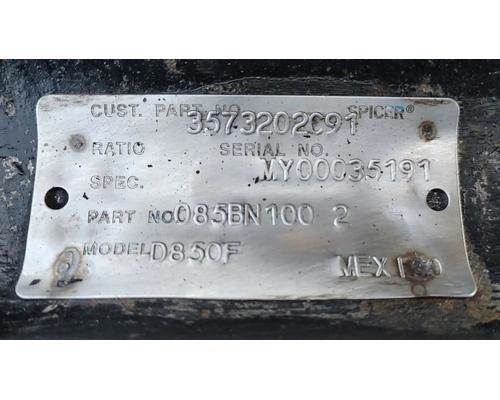 CUST. PART NO. SPICER®
3573202C91
RATIO SERIAL NO.
MY00035191
SPEC.
PART NO. 085BN100 2
MODEL D850F
MEXICO